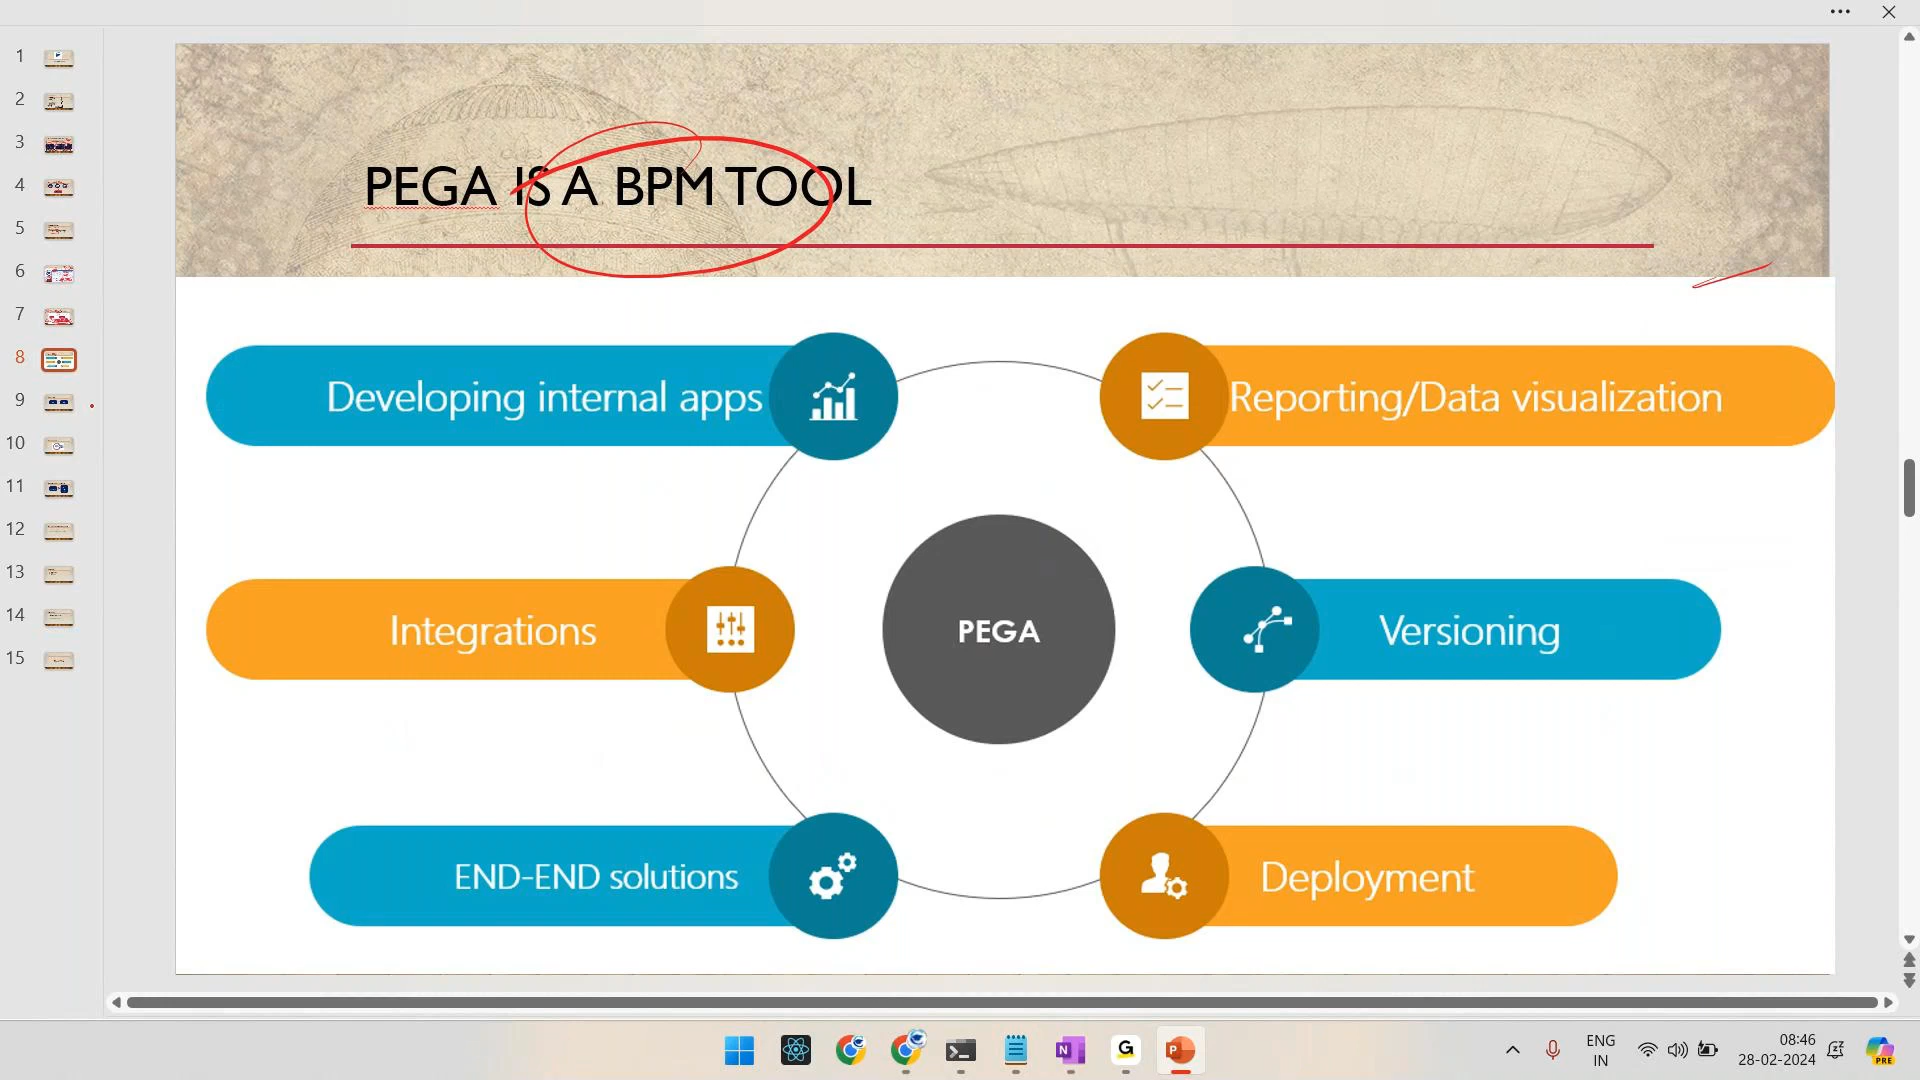 1
2
3
4
5
6
7
8
9
10
11
12
13
14
15
PEGA IS A BPM TOOL
Developing internal apps
Reporting/Data visualization
Integrations
PEGA
Versioning
END-END solutions
Deployment
N
G
P
ENG
IN
08:46
28-02-2024
PRE